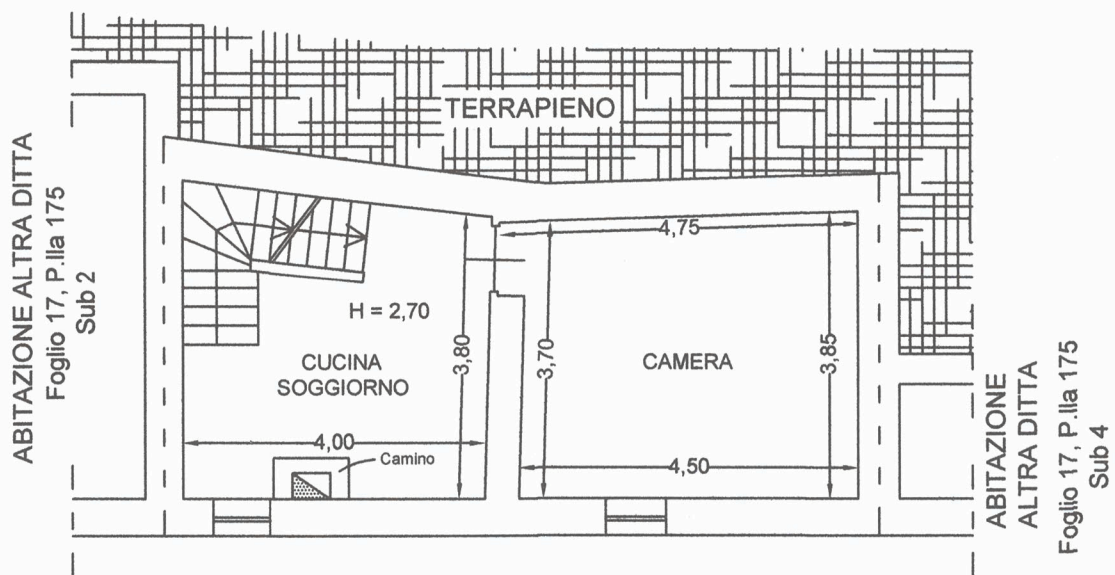 TERRAPIENO
ABITAZIONE ALTRA DITTA
Foglio 17, P.lla 175
Sub 2
4,75
H = 2,70
3,80
3,70
3,85
CUCINA
SOGGIORNO
CAMERA
4,00
Camino
4,50
ABITAZIONE
ALTRA DITTA
Foglio 17, P.lla 175
Sub 4